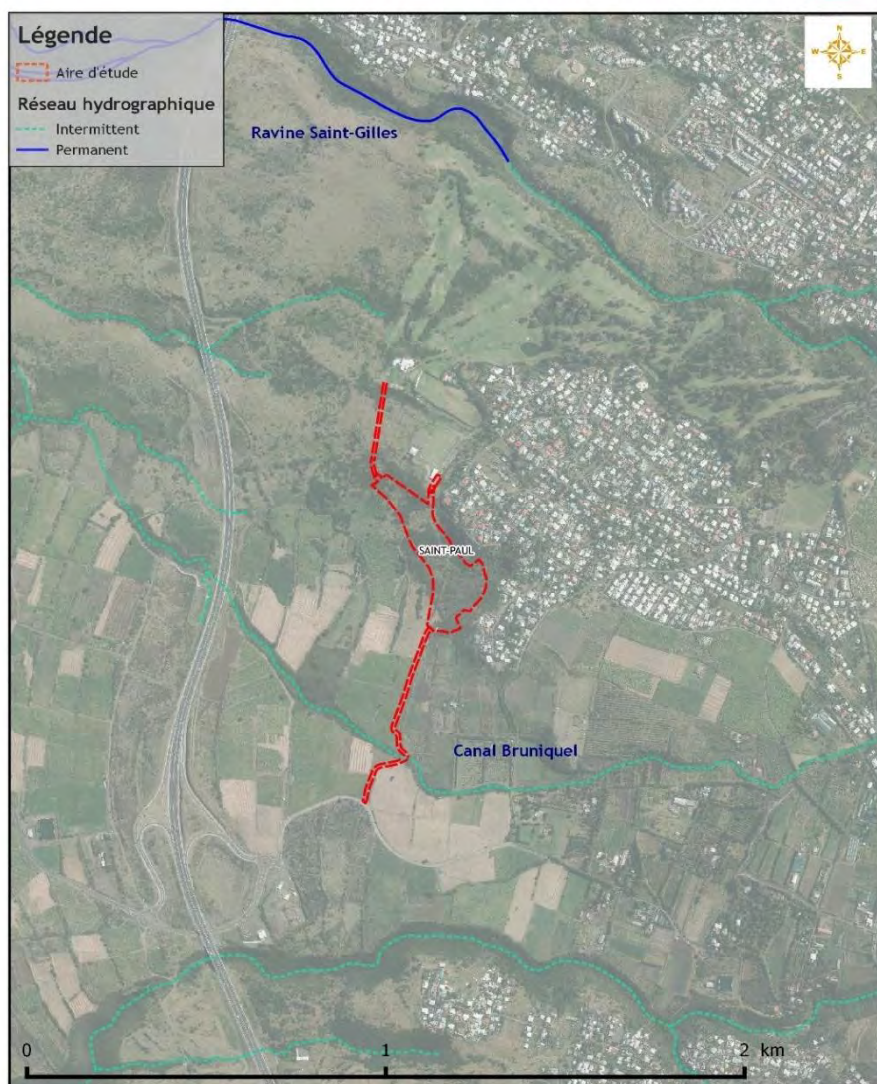 Légende
Aire d'étude
Réseau hydrographique
Intermittent
Permanent
N
W E
S
Ravine Saint-Gilles
SAINT-PAUL
Canal Bruniquel
0 1 2 km